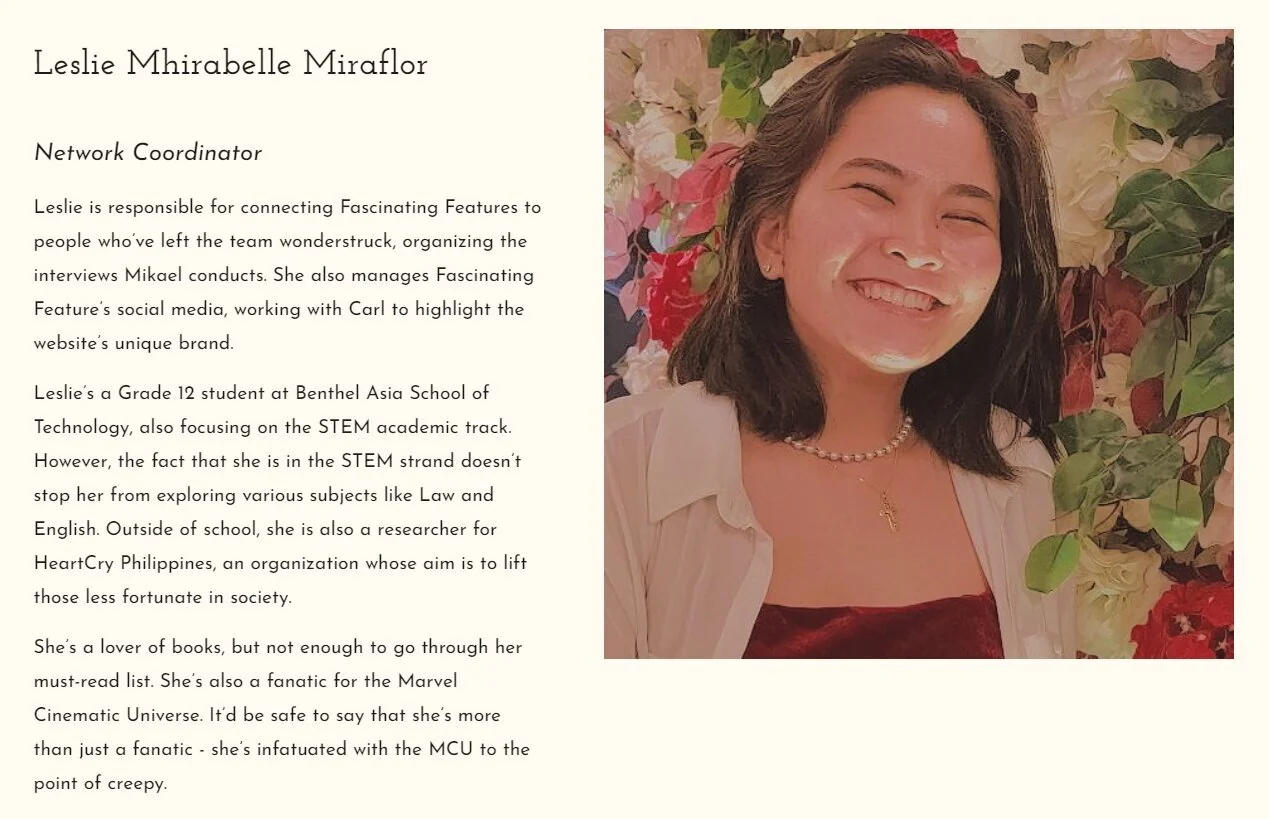 Leslie Mhirabelle Miraflor
Network Coordinator
Leslie is responsible for connecting Fascinating Features to
people who've left the team wonderstruck, organizing the
interviews Mikael conducts. She also manages Fascinating
Feature's social media, working with Carl to highlight the
website's unique brand.
Leslie's a Grade 12 student at Benthel Asia School of
Technology, also focusing on the STEM academic track.
However, the fact that she is in the STEM strand doesn't
stop her from exploring various subjects like Law and
English. Outside of school, she is also a researcher for
HeartCry Philippines, an organization whose aim is to lift
those less fortunate in society.
She's a lover of books, but not enough to go through her
must-read list. She's also a fanatic for the Marvel
Cinematic Universe. It'd be safe to say that she's more
than just a fanatic - she's infatuated with the MCU to the
point of creepy.